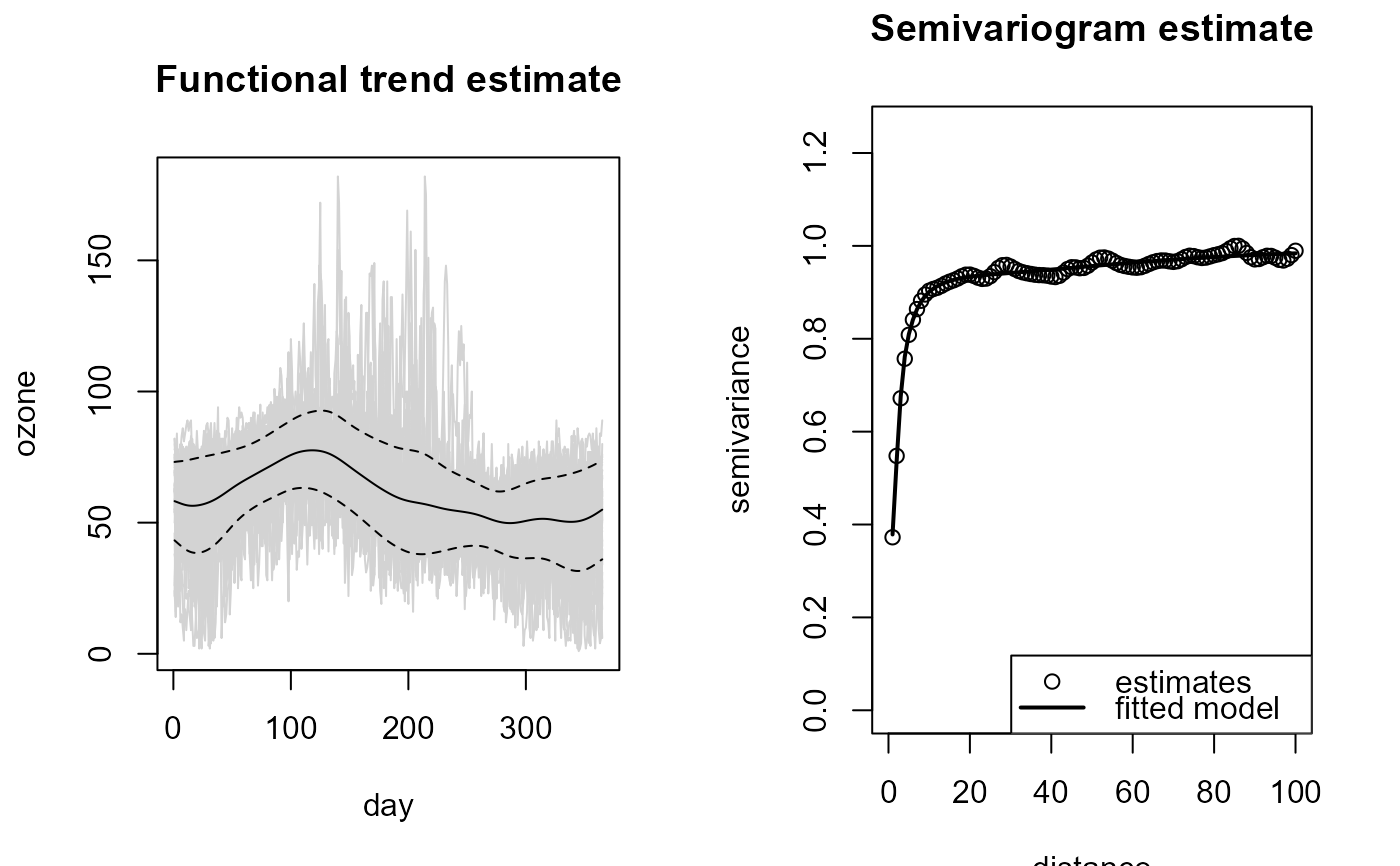 Functional trend estimate
ozone
150
100
50
0
0 100 200 300
day
Semivariogram estimate
semivariance
1.2
1.0
0.8
0.6
0.4
0.2
0.0
estimates
fitted model
0 20 40 60 80 100
distance